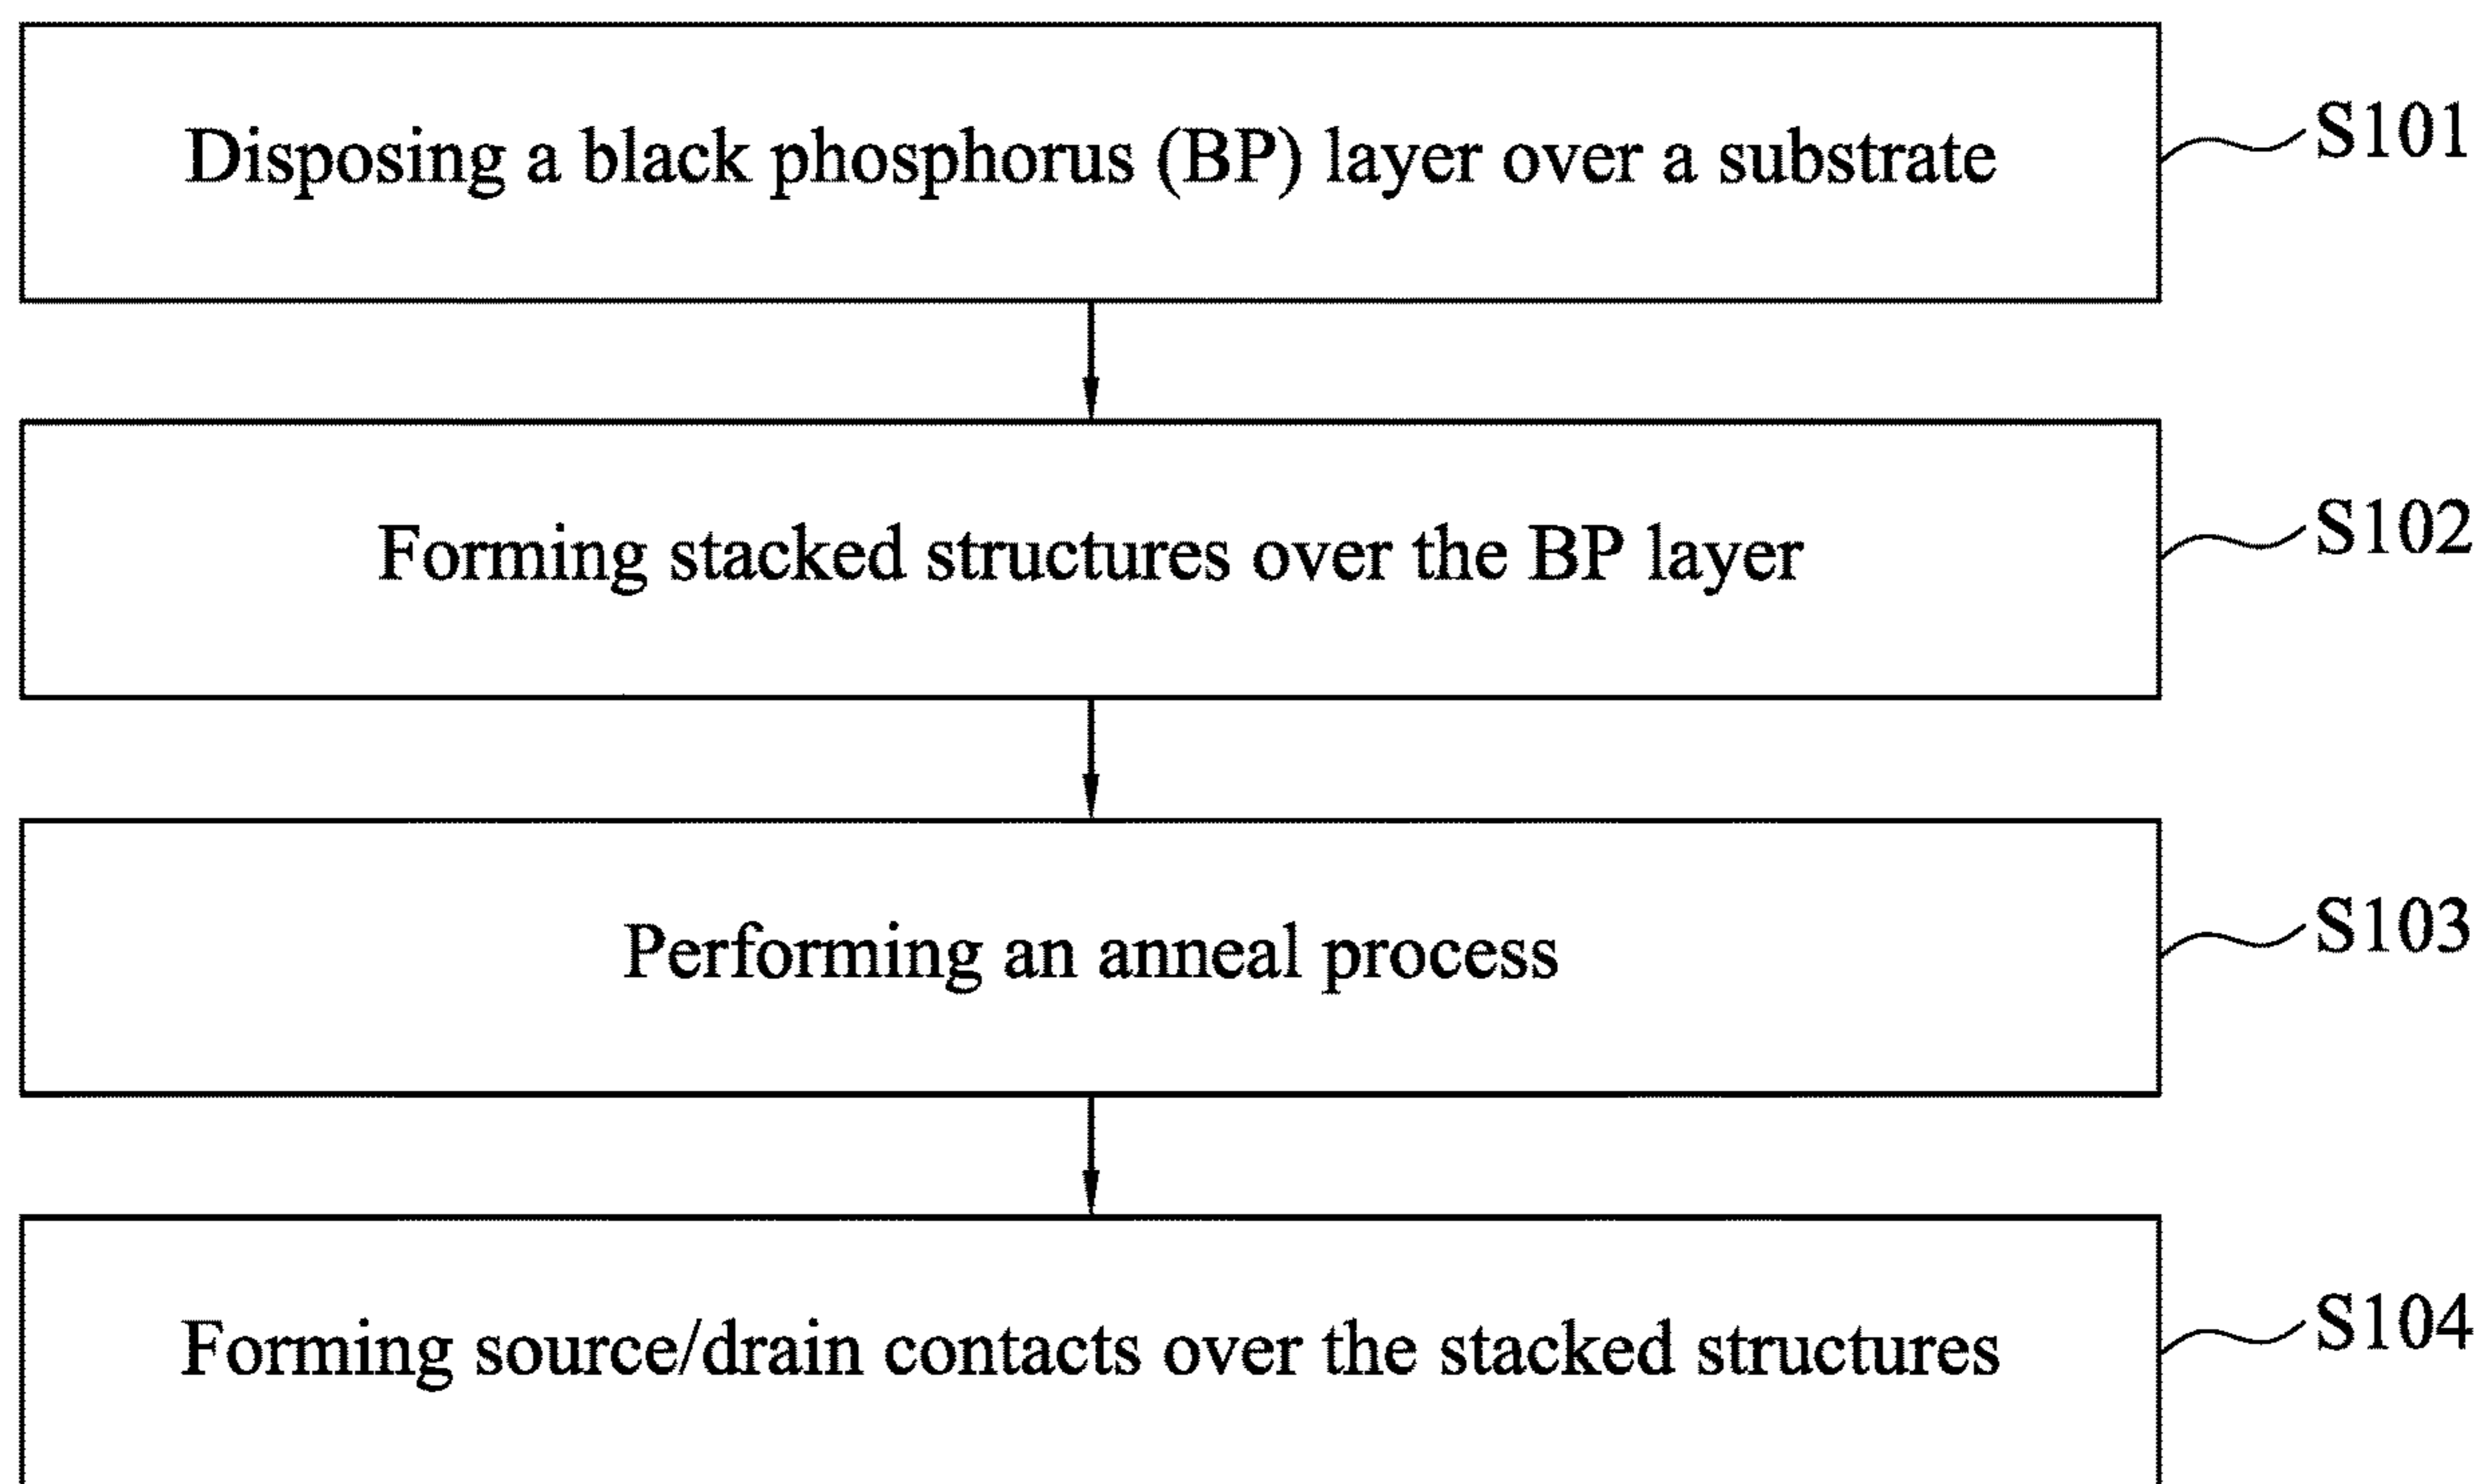 Disposing a black phosphorus (BP) layer over a substrate
S101
Forming stacked structures over the BP layer
S102
Performing an anneal process
S103
Forming source/drain contacts over the stacked structures
S104